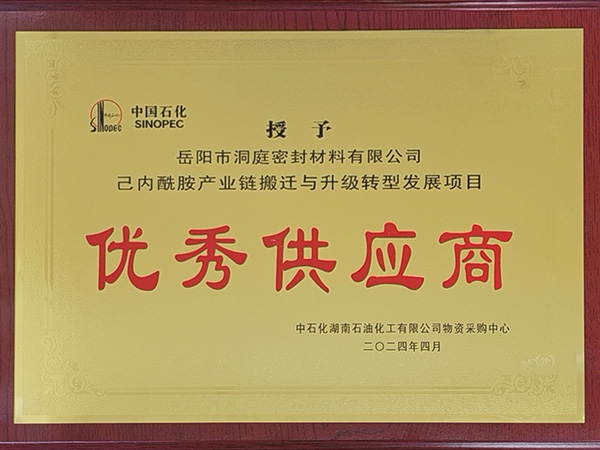 SINOPEC
中国石化
SINOPEC
授予
岳阳市洞庭密封材料有限公司
己内酰胺产业链搬迁与升级转型发展项目
优秀供应商
中石化湖南石油化工有限公司物资采购中心
二〇二四年四月